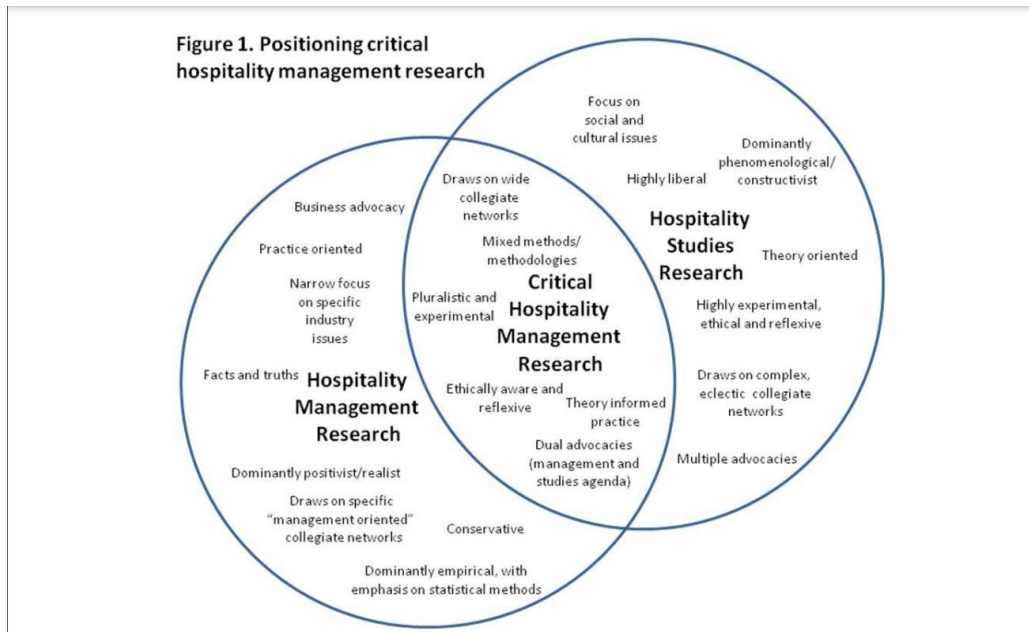 Figure 1. Positioning critical
hospitality management research
Business advocacy
Practice oriented
Narrow focus
on specific
industry
issues
Facts and truths
Hospitality
Management
Research
Dominantly positivist/realist
Draws on specific
“management oriented”
collegiate networks
Conservative
Dominantly empirical, with
emphasis on statistical methods
Draws on wide
collegiate
networks
Mixed methods/
methodologies
Pluralistic and
experimental
Critical
Hospitality
Management
Research
Ethically aware and
reflexive
Theory informed
practice
Dual advocacies
(management and
studies agenda)
Focus on
social and
cultural issues
Dominantly
phenomenological/
constructivist
Highly liberal
Hospitality
Studies
Research
Theory oriented
Highly experimental,
ethical and reflexive
Draws on complex,
eclectic collegiate
networks
Multiple advocacies